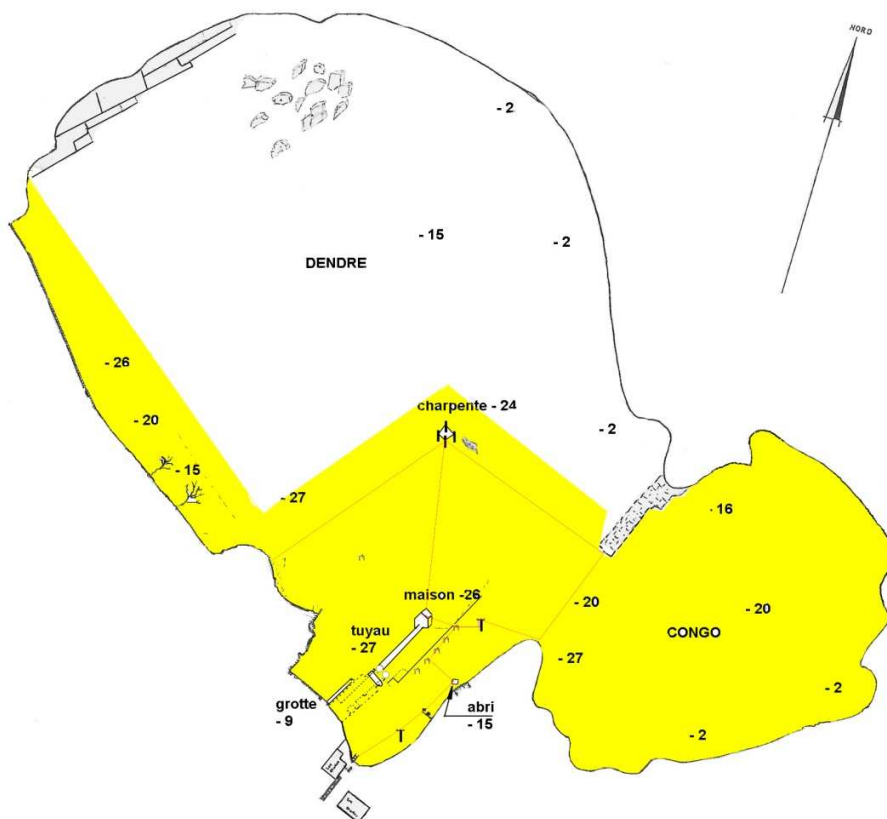 NORD
- 2
- 15
- 2
DENDRE
- 26
charpente - 24
- 20
- 2
- 15
- 27
- 16
maison -26
- 20
- 20
T
tuyau
- 27
CONGO
- 27
- 2
grotte
- 9
abri
- 15
T
- 2